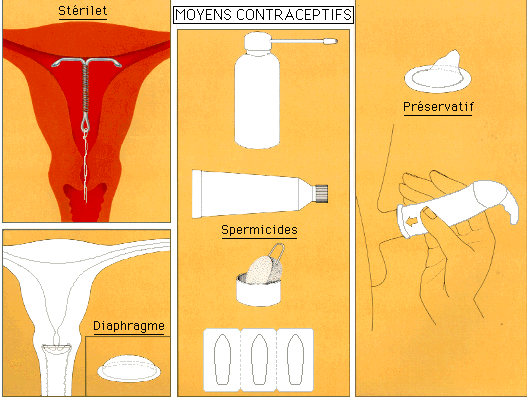 MOYENS CONTRACEPTIFS
Stérilet
Diaphragme
Spermicides
Préservatif